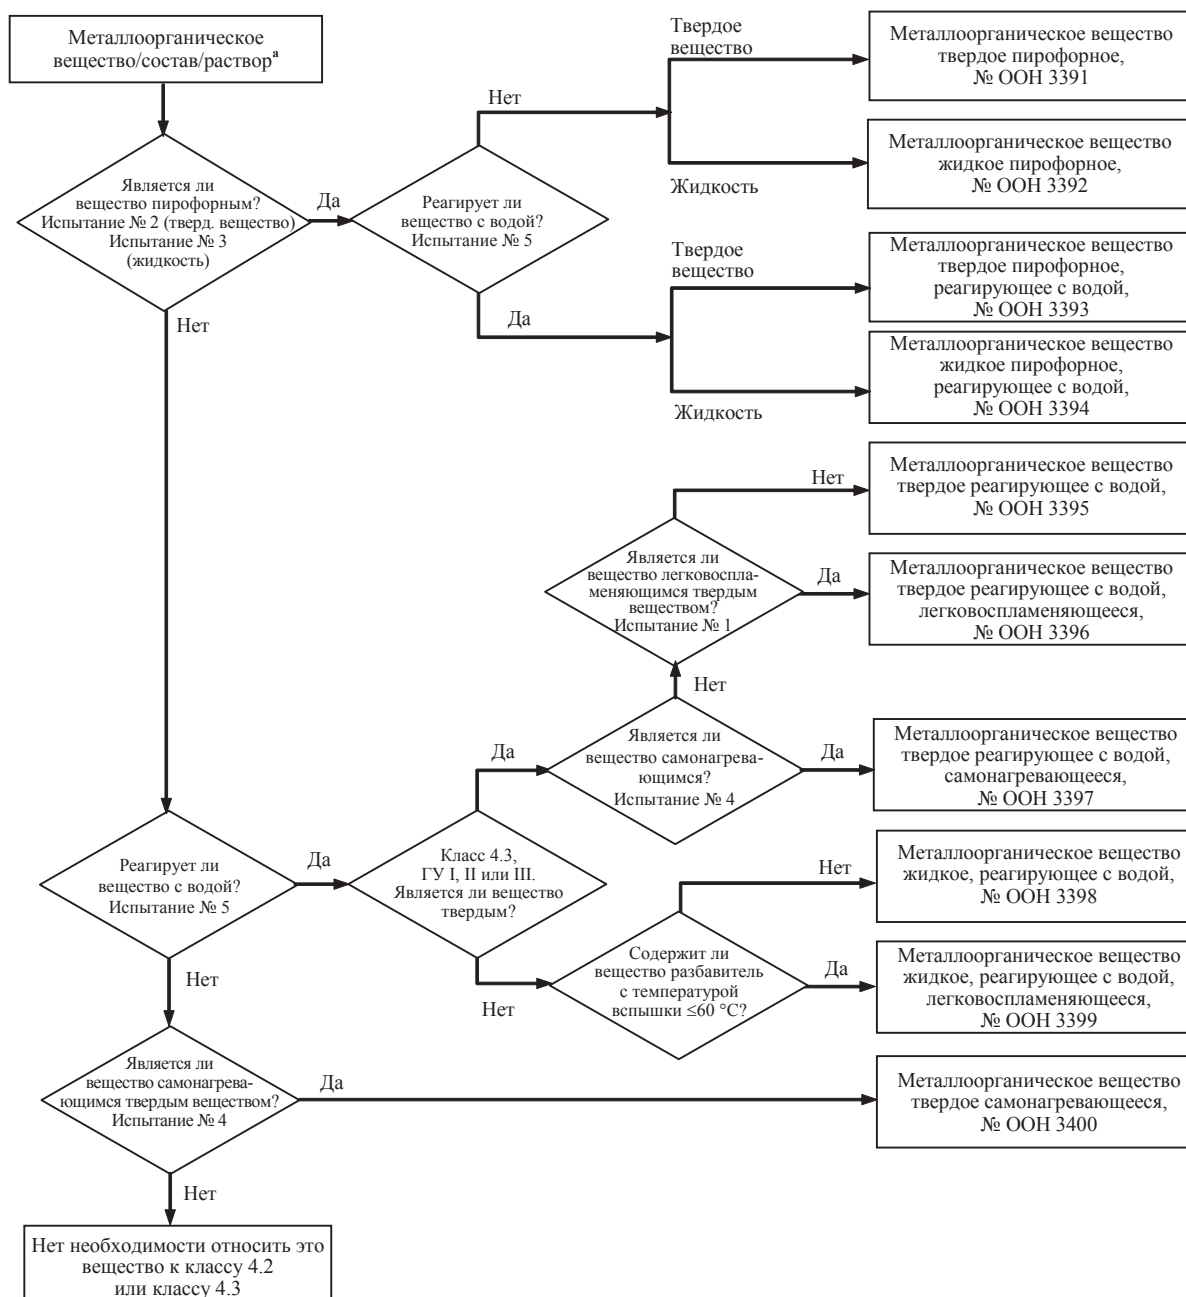 Металлоорганическое
вещество/состав/растворᵃ
Твердое
вещество
Металлоорганическое вещество
твердое пирофорное,
№ ООН 3391
Нет
Является ли
вещество пирофорным?
Испытание № 2 (тверд. вещество)
Испытание № 3
(жидкость)
Да
Реагирует ли
вещество с водой?
Испытание № 5
Жидкость
Металлоорганическое вещество
жидкое пирофорное,
№ ООН 3392
Твердое
вещество
Металлоорганическое вещество
твердое пирофорное,
реагирующее с водой,
№ ООН 3393
Да
Нет
Жидкость
Металлоорганическое вещество
жидкое пирофорное,
реагирующее с водой,
№ ООН 3394
Нет
Металлоорганическое вещество
твердое реагирующее с водой,
№ ООН 3395
Является ли
вещество легковоспла-
меняющимся твердым
веществом?
Испытание № 1
Да
Металлоорганическое вещество
твердое реагирующее с водой,
легковоспламеняющееся,
№ ООН 3396
Нет
Да
Является ли
вещество самонагрева-
ющимся?
Испытание № 4
Да
Металлоорганическое вещество
твердое реагирующее с водой,
самонагревающееся,
№ ООН 3397
Реагирует ли
вещество с водой?
Испытание № 5
Да
Класс 4.3,
ГУ I, II или III.
Является ли вещество
твердым?
Нет
Металлоорганическое вещество
жидкое, реагирующее с водой,
№ ООН 3398
Нет
Нет
Содержит ли
вещество разбавитель
с температурой
вспышки ≤60 °C?
Да
Металлоорганическое вещество
жидкое, реагирующее с водой,
легковоспламеняющееся,
№ ООН 3399
Является ли
вещество самонагрева-
ющимся твердым веществом?
Испытание № 4
Да
Металлоорганическое вещество
твердое самонагревающееся,
№ ООН 3400
Нет
Нет необходимости относить это
вещество к классу 4.2
или классу 4.3